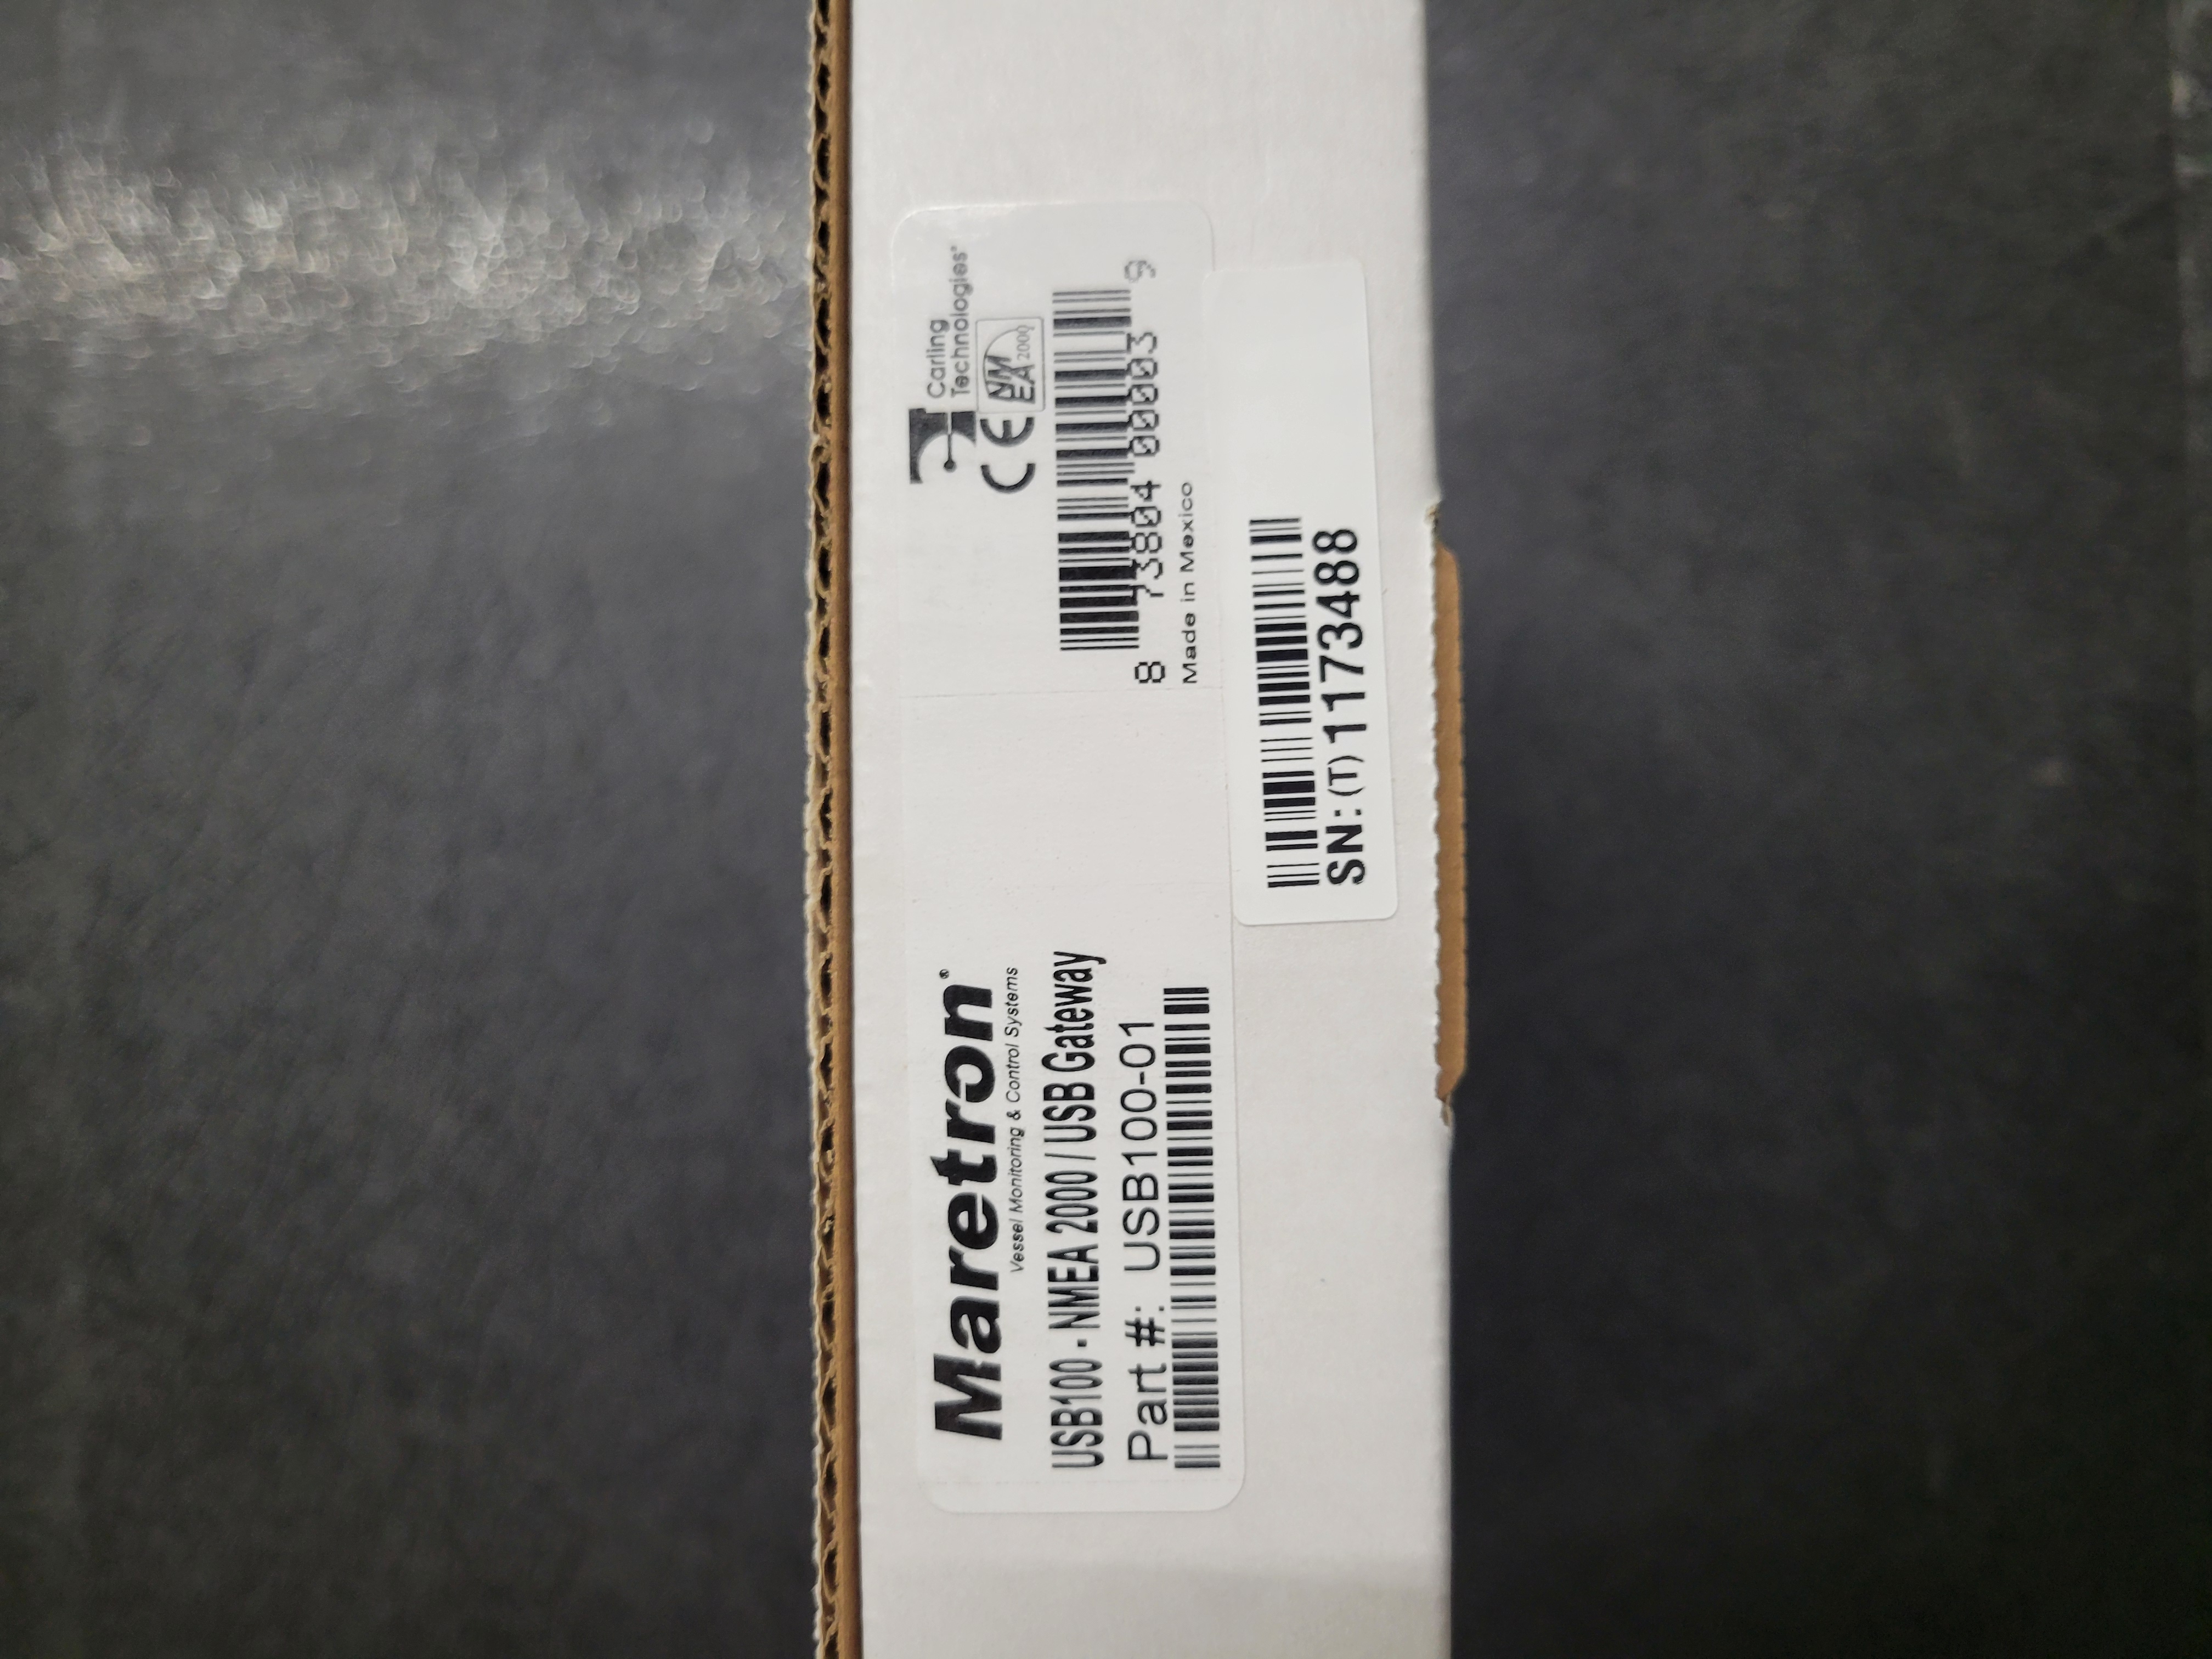 Maretron®
Vessel Monitoring & Control Systems
USB100 - NMEA 2000 / USB Gateway
Part #: USB100-01
Carling
Technologies®
CE NMEA 2000
8 73804 00003 9
Made in Mexico
SN: (T) 1173488